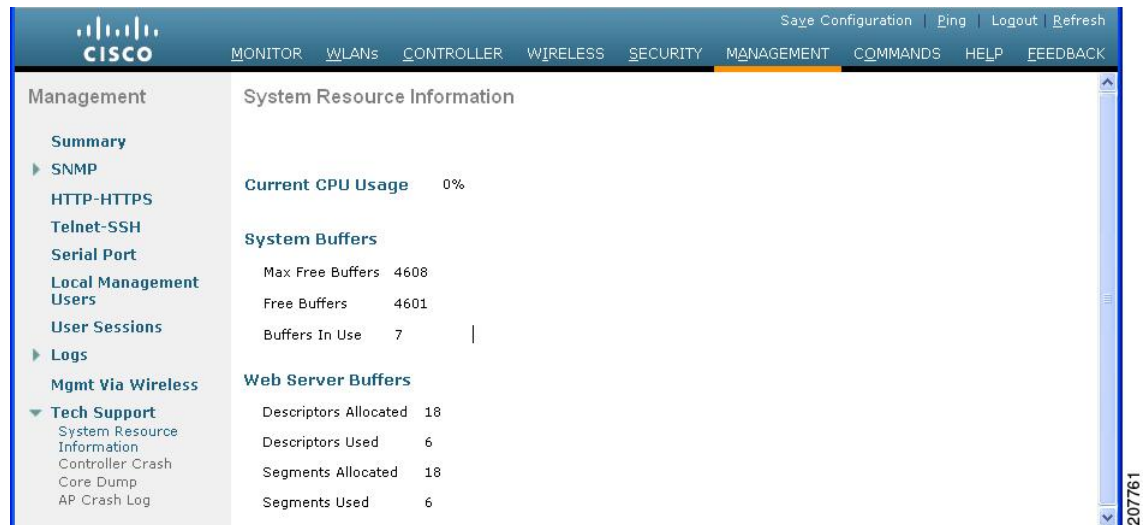 Save Configuration | Ping | Logout | Refresh
CISCO
MONITOR WLANs CONTROLLER WIRELESS SECURITY MANAGEMENT COMMANDS HELP FEEDBACK
Management
Summary
SNMP
HTTP-HTTPS
Telnet-SSH
Serial Port
Local Management
Users
User Sessions
Logs
Mgmt Via Wireless
Tech Support
System Resource
Information
Controller Crash
Core Dump
AP Crash Log
System Resource Information
Current CPU Usage 0%
System Buffers
Max Free Buffers 4608
Free Buffers 4601
Buffers In Use 7
Web Server Buffers
Descriptors Allocated 18
Descriptors Used 6
Segments Allocated 18
Segments Used 6
207761